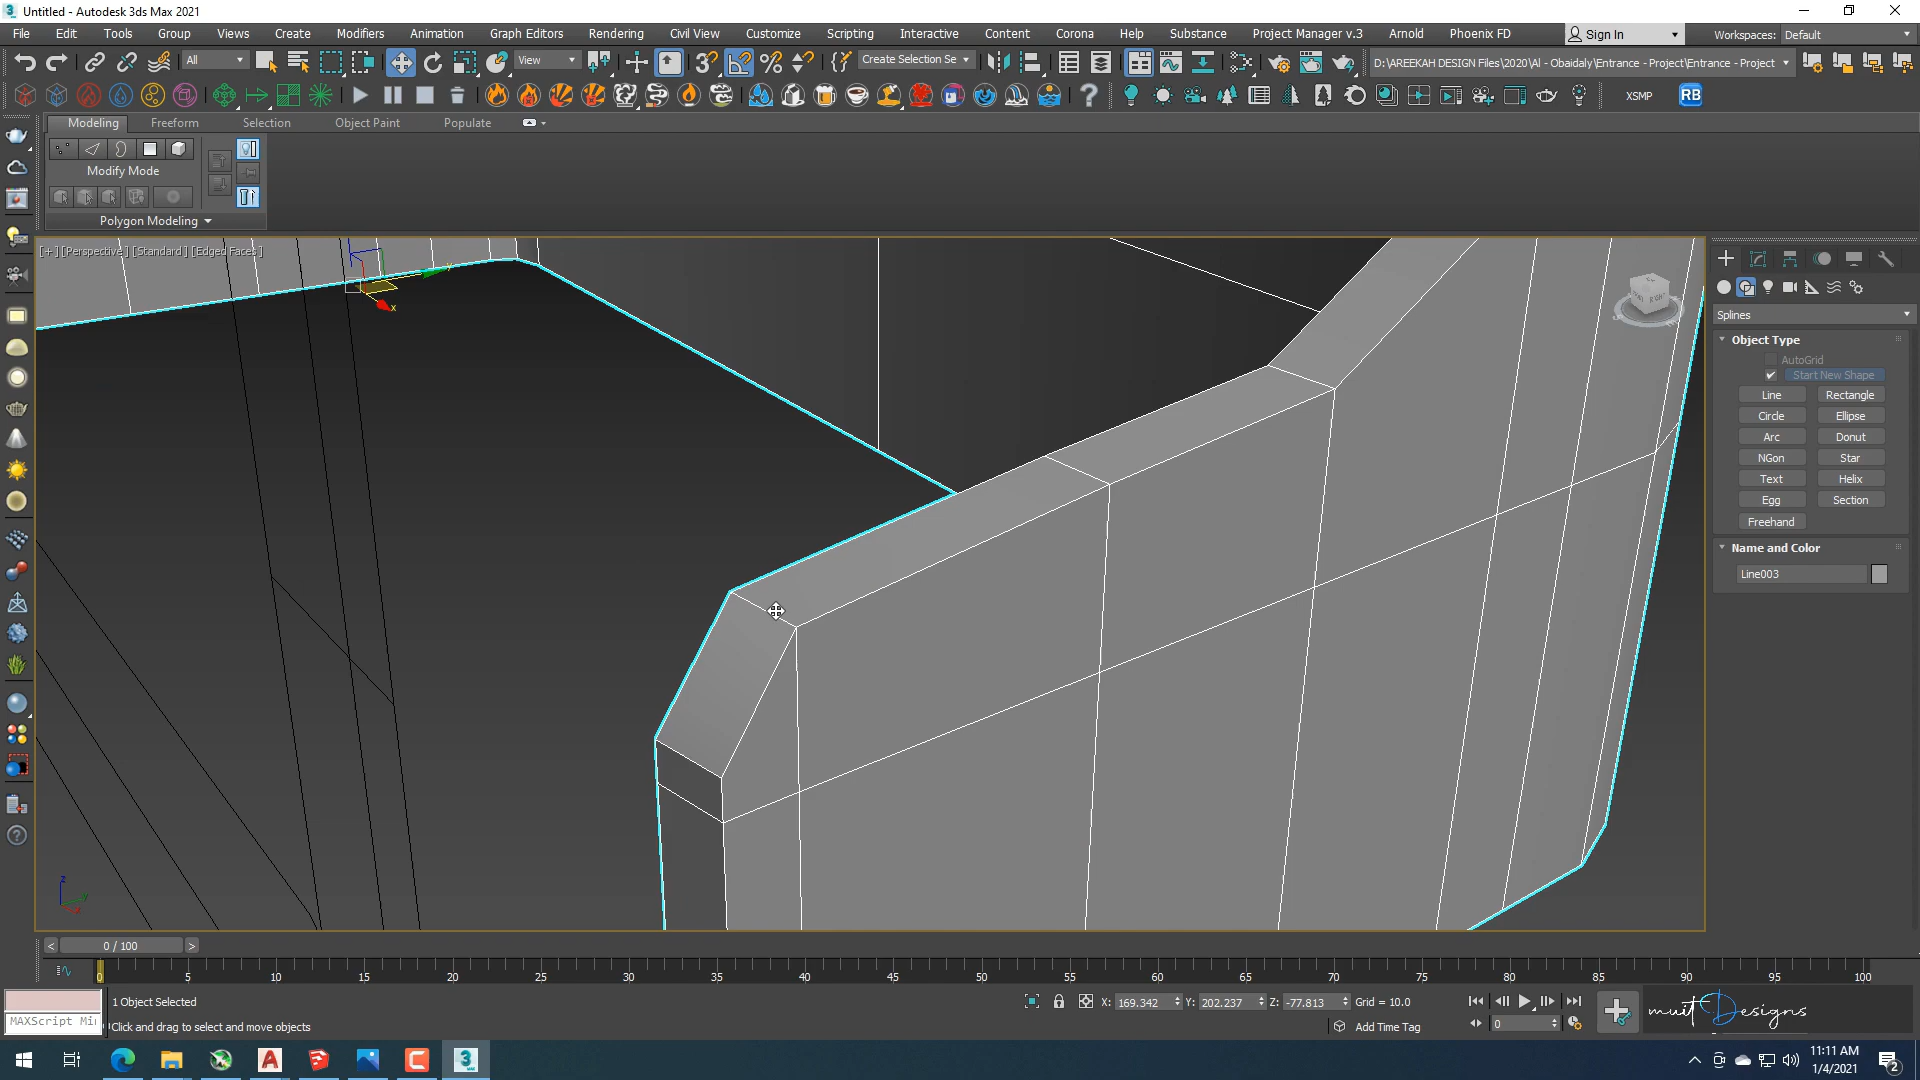 Untitled - Autodesk 3ds Max 2021
File Edit Tools Group Views Create Modifiers Animation Graph Editors Rendering Civil View Customize Scripting Interactive Content Corona Help Substance Project Manager v.3 Arnold Phoenix FD Sign In Workspaces: Default
All View Create Selection Se D:\AREEKAH DESIGN Files\2020\Al - Obaidaly\Entrance - Project\Entrance - Project
XSMP RB
Modeling Freeform Selection Object Paint Populate
Modify Mode
Polygon Modeling
[+] [Perspective] [Standard] [Edged Faces]
y
x
Splines
Object Type
AutoGrid
Start New Shape
Line Rectangle
Circle Ellipse
Arc Donut
NGon Star
Text Helix
Egg Section
Freehand
Name and Color
Line003
z
0 / 100
0 5 10 15 20 25 30 35 40 45 50 55 60 65 70 75 80 85 90 95 100
1 Object Selected X: 169.342 Y: 202.237 Z: -77.813 Grid = 10.0
MAXScript Mi Click and drag to select and move objects Add Time Tag 0
muitDesigns
11:11 AM
1/4/2021
2